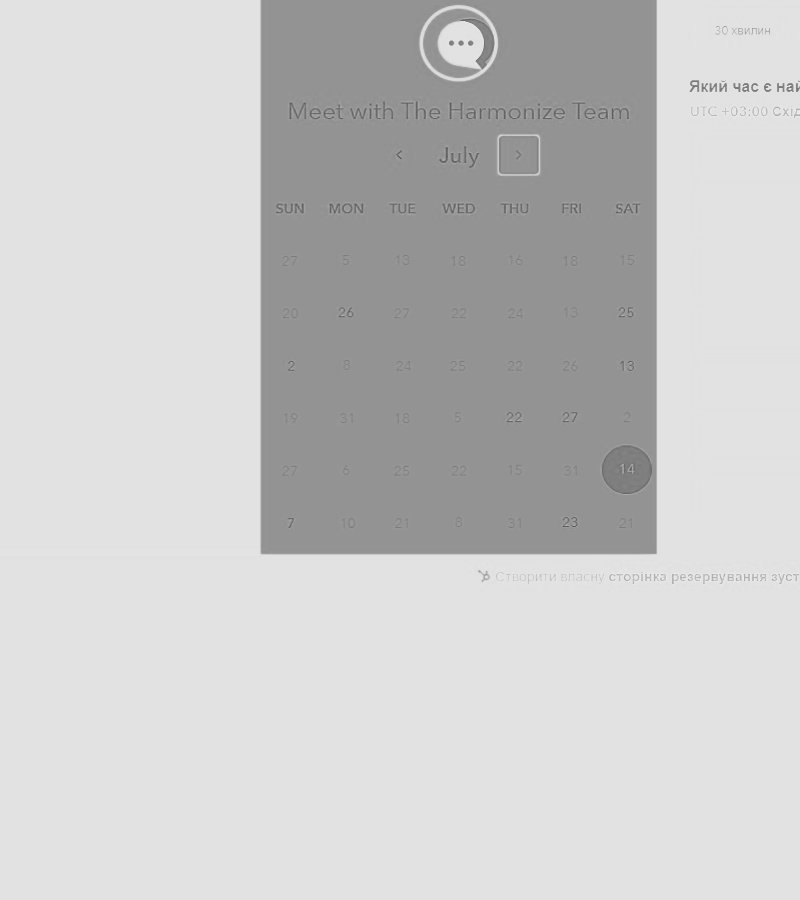 30 хвилин
Який час є най
UTC +03:00 Схід
Meet with The Harmonize Team
July
SUN MON TUE WED THU FRI SAT
27 5 13 18 16 18 15
20 26 27 22 24 13 25
2 8 24 25 22 26 13
19 31 18 5 22 27 2
27 6 25 22 15 31 14
7 10 21 8 31 23 21
Створити власну сторінка резервування зуст